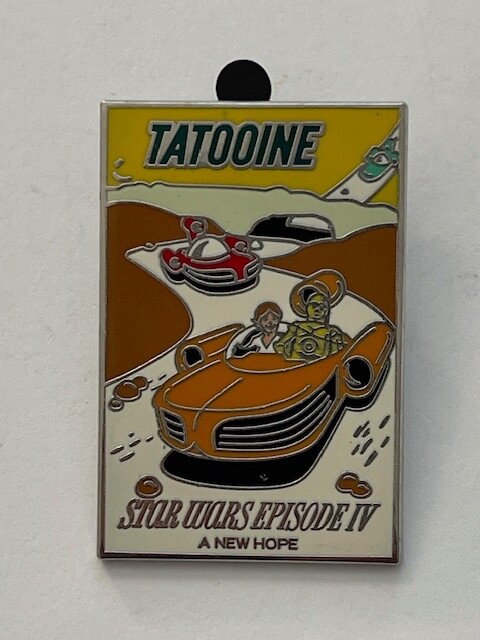 TATOOINE
STAR WARS EPISODE IV
A NEW HOPE